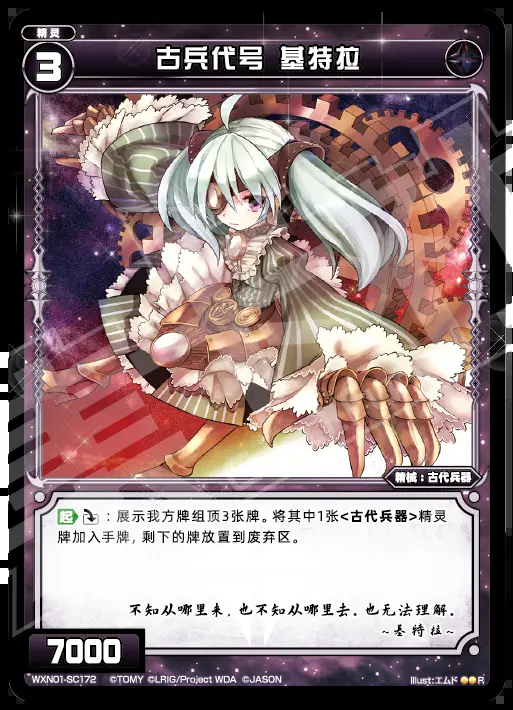 精灵
3
古兵代号 基特拉
精械：古代兵器
起：展示我方牌组顶3张牌。将其中1张<古代兵器>精灵
牌加入手牌，剩下的牌放置到废弃区。
不知从哪里来，也不知从哪里去。也无法理解。
~基特拉~
7000
WXN01-SC172 ©TOMY ©LRIG/Project WDA ©JASON Illust:エムド R